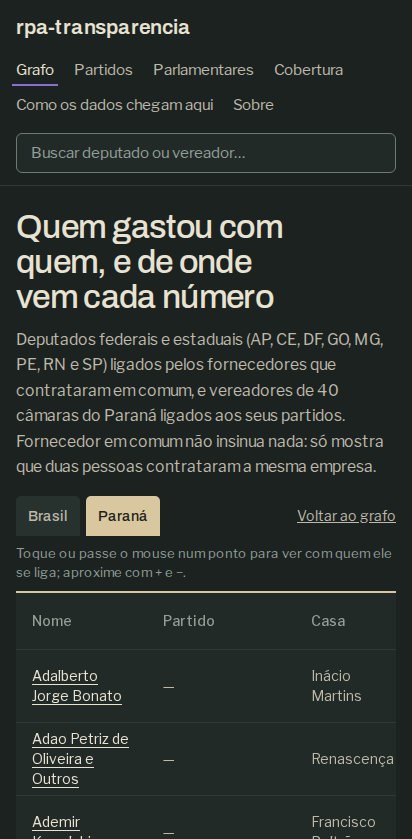 rpa-transparencia
Grafo Partidos Parlamentares Cobertura
Como os dados chegam aqui Sobre
Buscar deputado ou vereador...
Quem gastou com
quem, e de onde
vem cada número
Deputados federais e estaduais (AP, CE, DF, GO, MG,
PE, RN e SP) ligados pelos fornecedores que
contrataram em comum, e vereadores de 40
câmaras do Paraná ligados aos seus partidos.
Fornecedor em comum não insinua nada: só mostra
que duas pessoas contrataram a mesma empresa.
Brasil Paraná Voltar ao grafo
Toque ou passe o mouse num ponto para ver com quem ele
se liga; aproxime com + e −.
Nome Partido Casa
Adalberto
Jorge Bonato
—
Inácio
Martins
Adao Petriz de
Oliveira e
Outros
—
Renascença
Ademir
—
Francisco